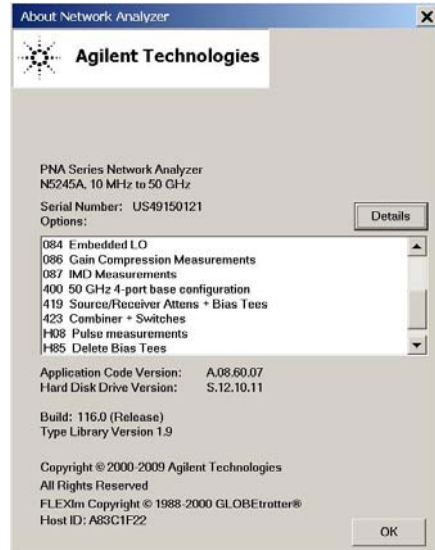 About Network Analyzer
Agilent Technologies
PNA Series Network Analyzer
N5245A, 10 MHz to 50 GHz
Serial Number: US49150121
Options:
Details
084 Embedded LO
086 Gain Compression Measurements
087 IMD Measurements
400 50 GHz 4-port base configuration
419 Source/Receiver Attens + Bias Tees
423 Combiner + Switches
H08 Pulse measurements
H85 Delete Bias Tees
Application Code Version: A.08.60.07
Hard Disk Drive Version: S.12.10.11
Build: 116.0 (Release)
Type Library Version 1.9
Copyright © 2000-2009 Agilent Technologies
All Rights Reserved
FLEXlm Copyright © 1988-2000 GLOBEtrotter®
Host ID: A83C1F22
OK